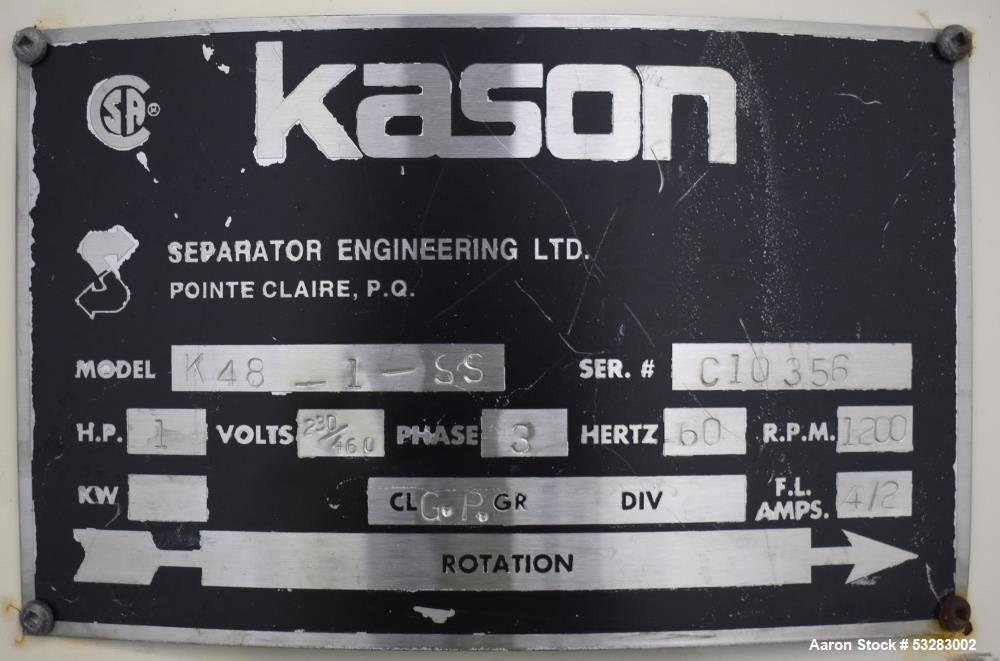 CSA®
kason
SEPARATOR ENGINEERING LTD.
POINTE CLAIRE, P.Q.
MODEL K48 - 1 - SS SER. # C10356
H.P. 1 VOLTS 230/460 PHASE 3 HERTZ 60 R.P.M. 1200
KW CL G.P. GR DIV F.L. AMPS. 4/2
ROTATION
Aaron Stock # 53283002